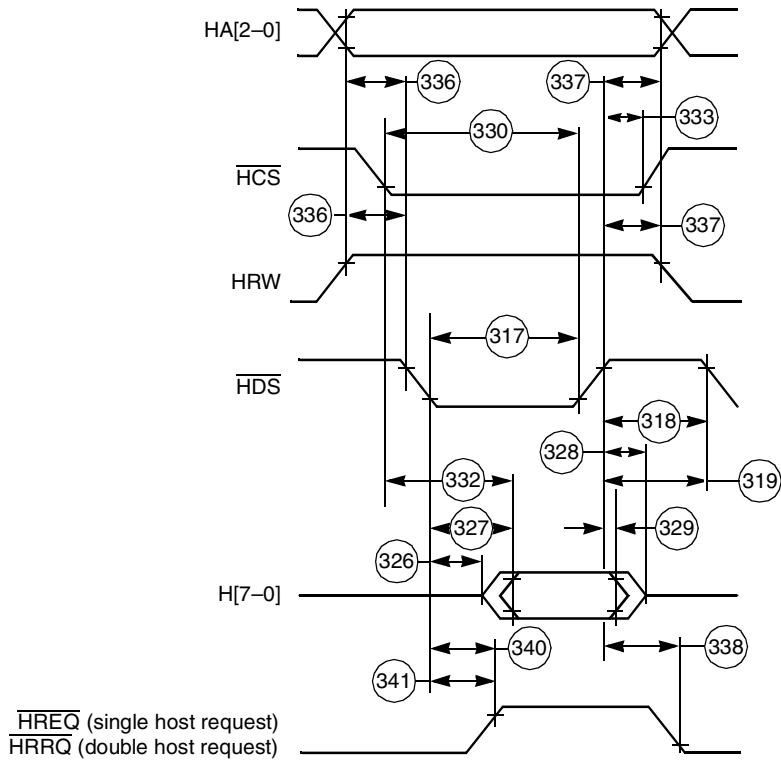 HA[2–0]
336
337
333
330
HCS
336
337
HRW
317
HDS
318
328
332
319
327
329
326
H[7–0]
340
338
341
HREQ (single host request)
HRRQ (double host request)